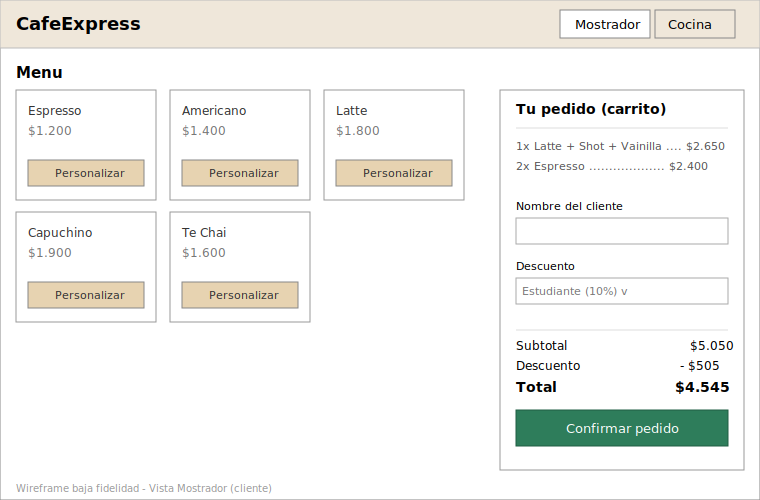 CafeExpress
Mostrador
Cocina
Menu
Espresso
$1.200
Personalizar
Americano
$1.400
Personalizar
Latte
$1.800
Personalizar
Capuchino
$1.900
Personalizar
Te Chai
$1.600
Personalizar
Tu pedido (carrito)
1x Latte + Shot + Vainilla .... $2.650
2x Espresso ................... $2.400
Nombre del cliente
Descuento
Estudiante (10%) v
Subtotal $5.050
Descuento - $505
Total $4.545
Confirmar pedido
Wireframe baja fidelidad - Vista Mostrador (cliente)